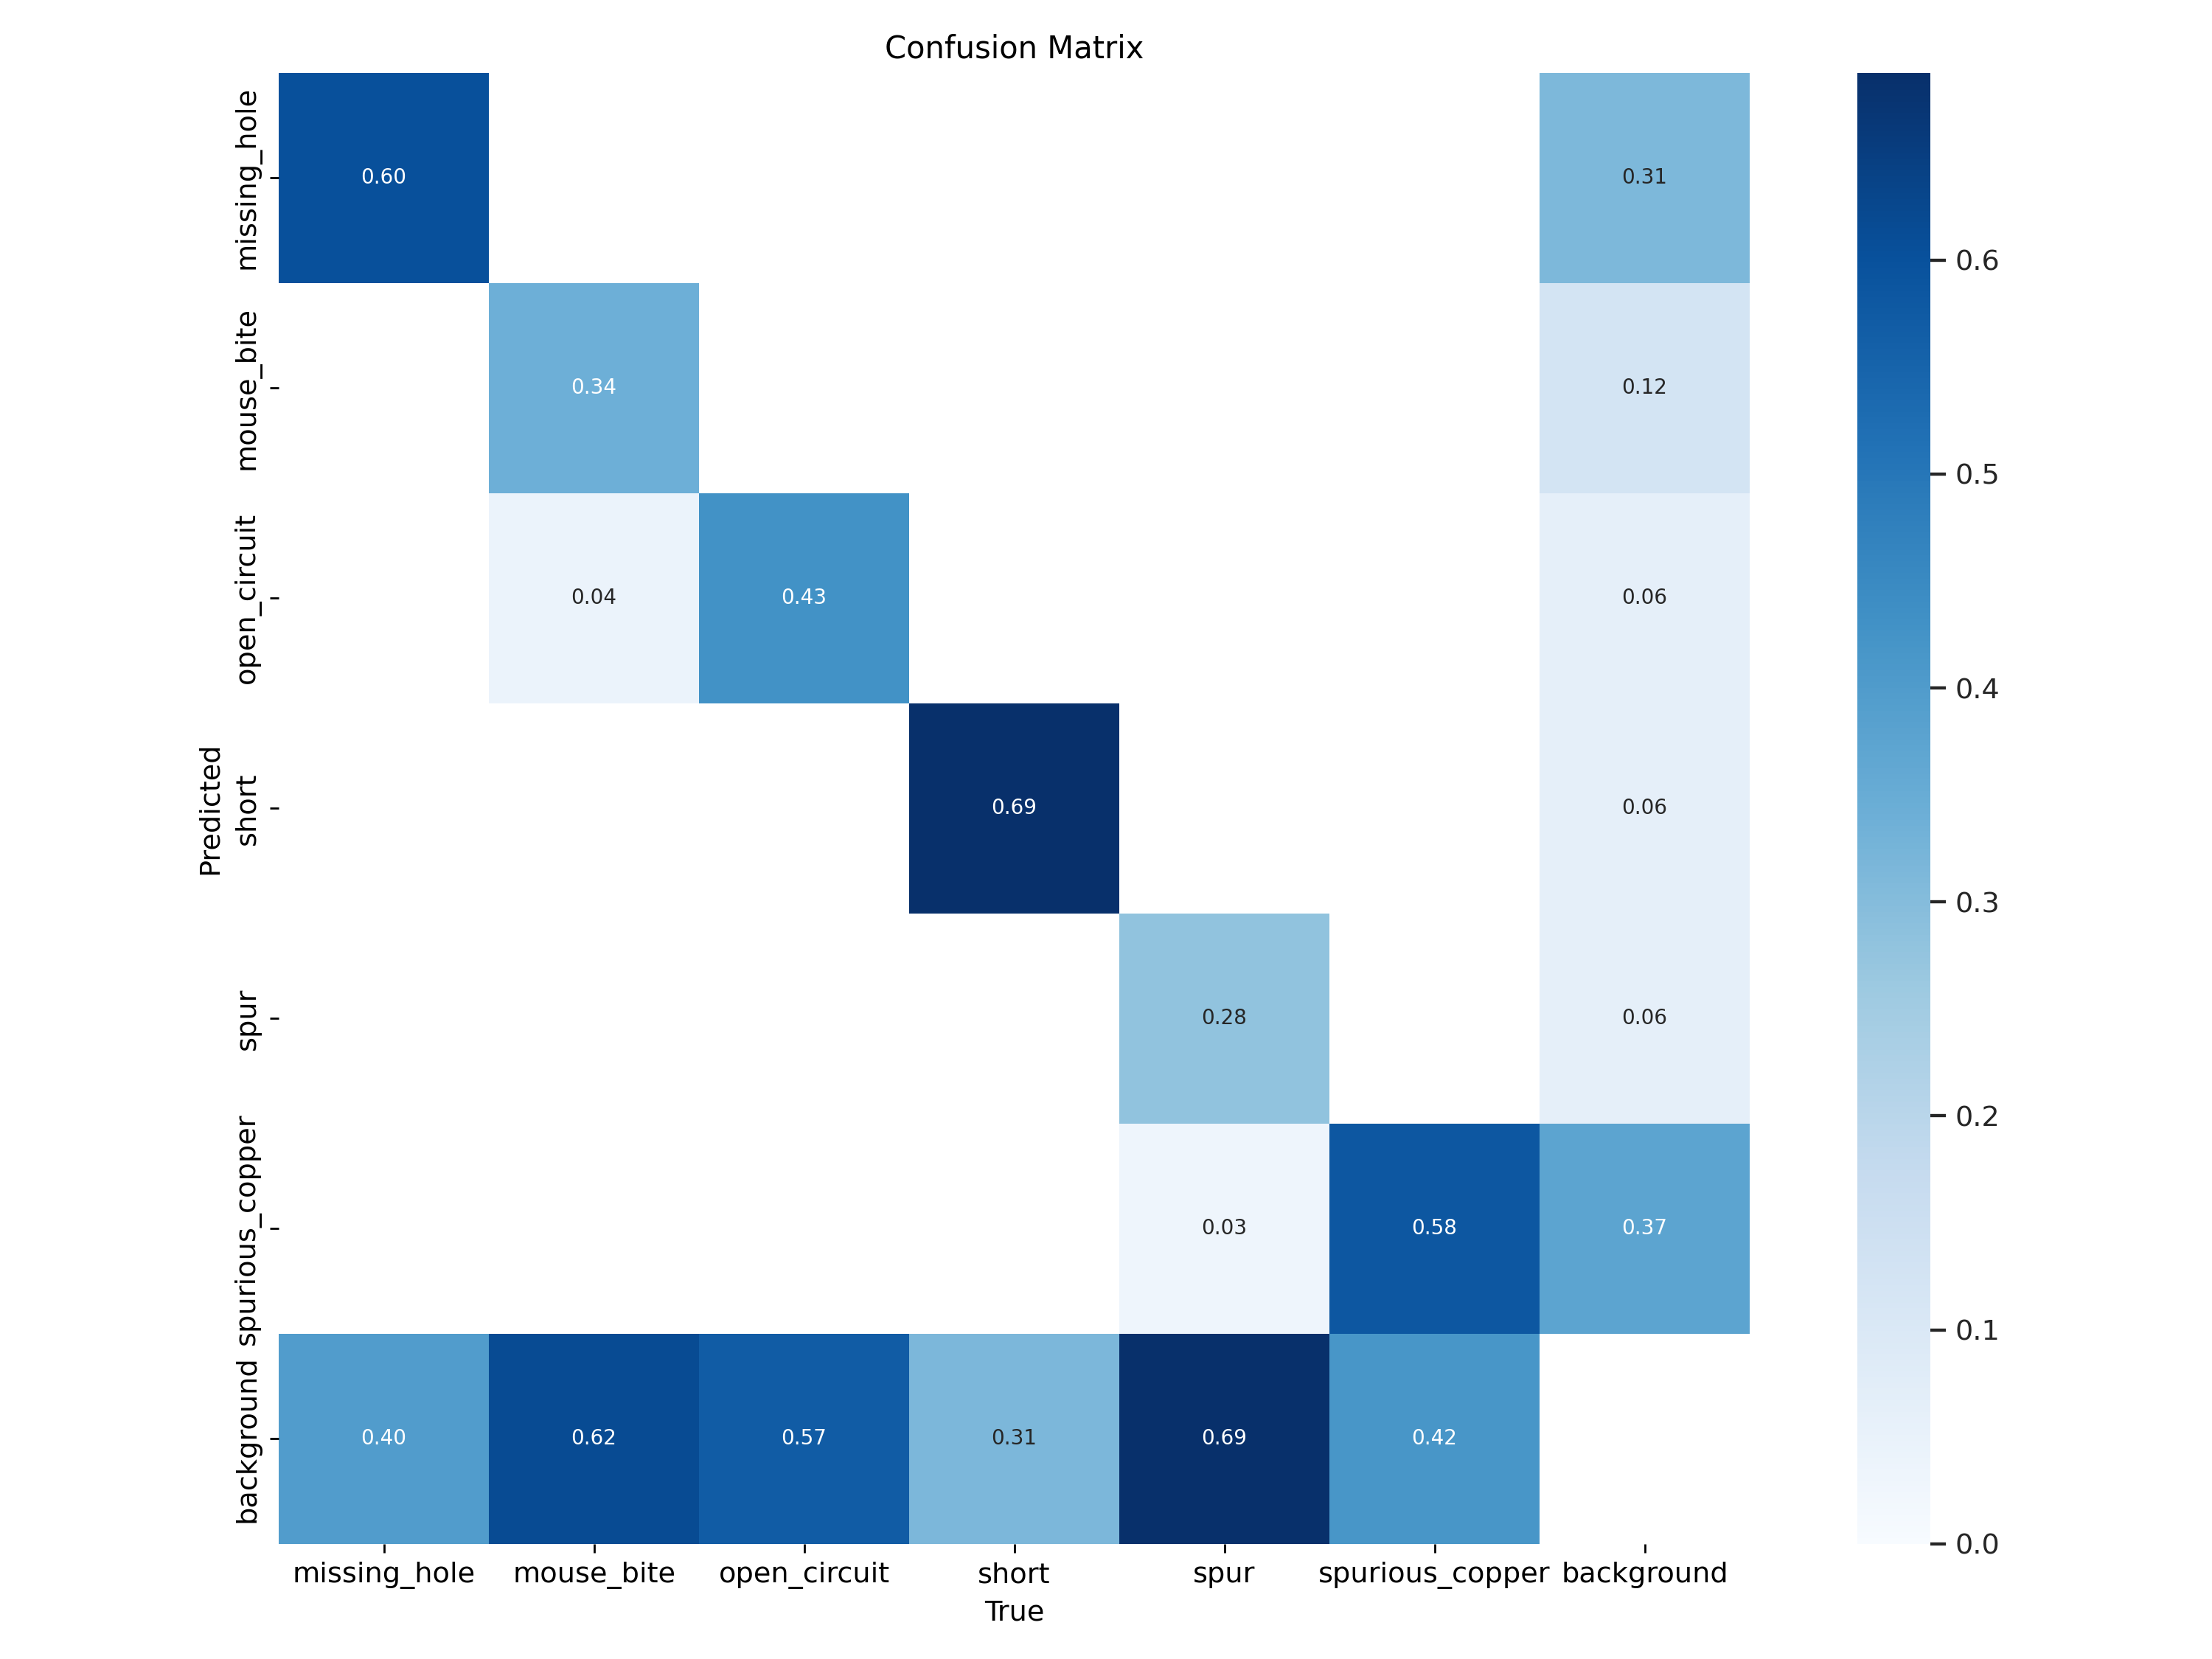 Confusion Matrix
Predicted
missing_hole
0.60
0.31
mouse_bite
0.34
0.12
open_circuit
0.04
0.43
0.06
short
0.69
0.06
spur
0.28
0.06
spurious_copper
0.03
0.58
0.37
background
0.40
0.62
0.57
0.31
0.69
0.42
missing_hole mouse_bite open_circuit short spur spurious_copper background
True
0.6
0.5
0.4
0.3
0.2
0.1
0.0